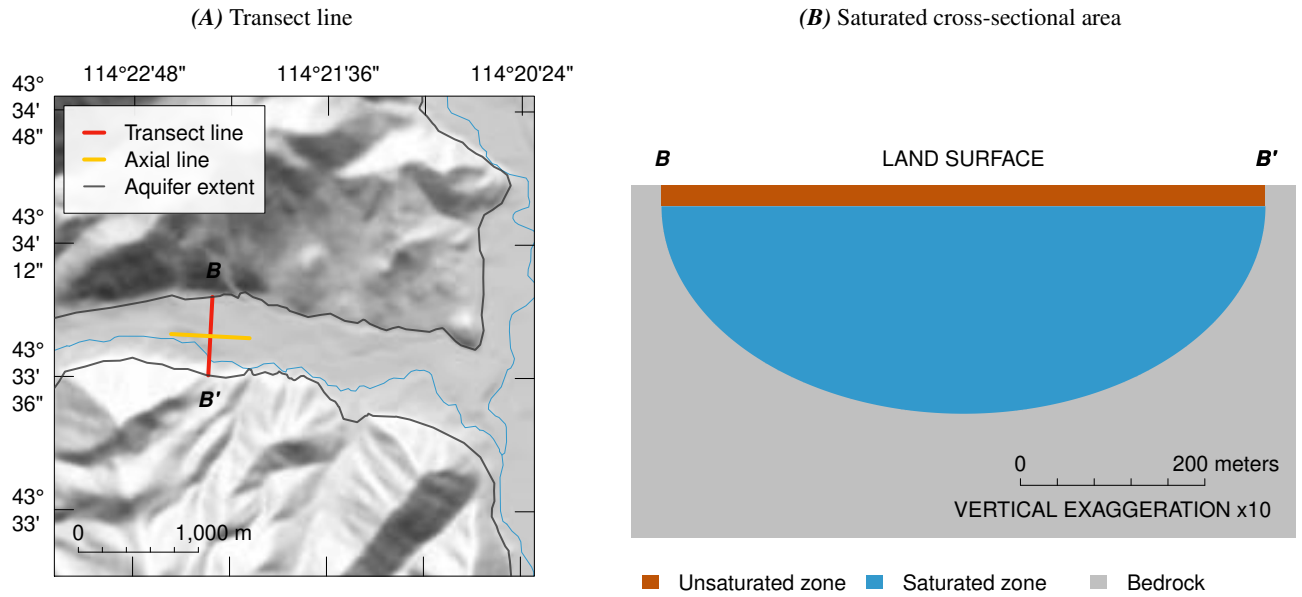 (A) Transect line
(B) Saturated cross-sectional area
114°22'48"
114°21'36"
114°20'24"
43°
34'
48"
43°
34'
12"
43°
33'
36"
43°
33'
Transect line
Axial line
Aquifer extent
B
B'
0
1,000 m
B
LAND SURFACE
B'
0
200 meters
VERTICAL EXAGGERATION x10
Unsaturated zone
Saturated zone
Bedrock